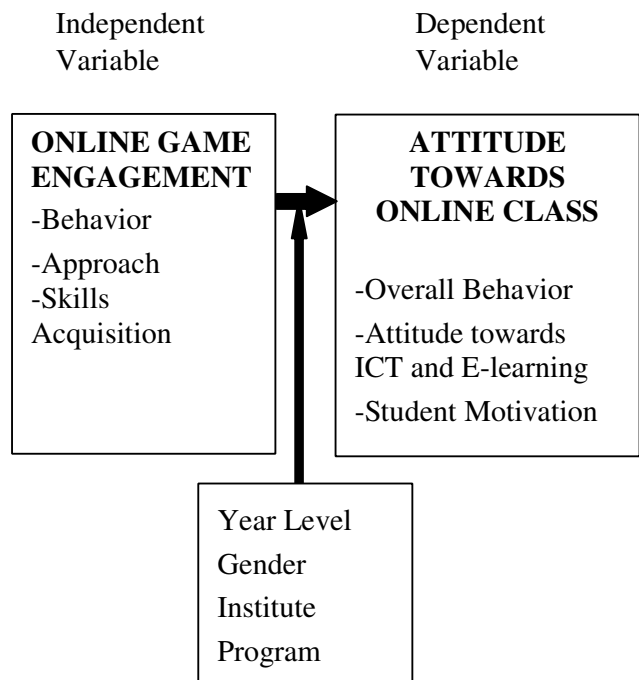 Independent
Variable
Dependent
Variable
ONLINE GAME
ENGAGEMENT
-Behavior
-Approach
-Skills
Acquisition
ATTITUDE
TOWARDS
ONLINE CLASS
-Overall Behavior
-Attitude towards
ICT and E-learning
-Student Motivation
Year Level
Gender
Institute
Program